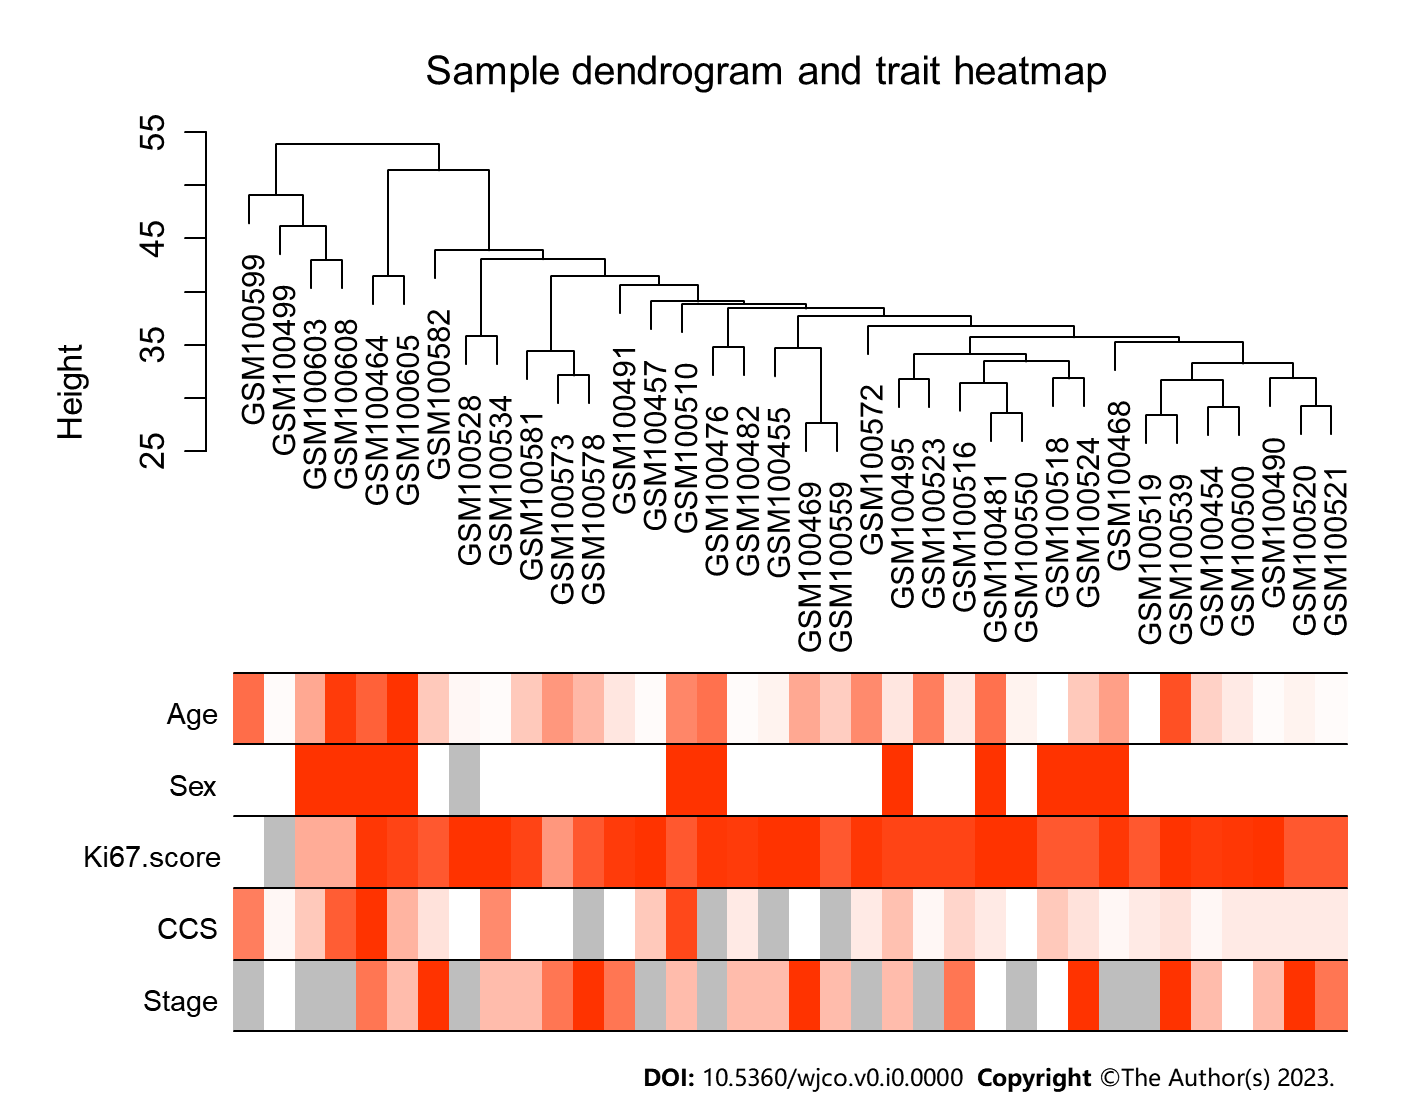 Sample dendrogram and trait heatmap
55
45
35
25
Height
GSM100599
GSM100499
GSM100603
GSM100608
GSM100464
GSM100605
GSM100582
GSM100528
GSM100534
GSM100581
GSM100573
GSM100578
GSM100491
GSM100457
GSM100510
GSM100476
GSM100482
GSM100455
GSM100469
GSM100559
GSM100572
GSM100495
GSM100523
GSM100516
GSM100481
GSM100550
GSM100518
GSM100524
GSM100468
GSM100519
GSM100539
GSM100454
GSM100500
GSM100490
GSM100520
GSM100521
Age
Sex
Ki67.score
CCS
Stage
DOI: 10.5360/wjco.v0.i0.0000 Copyright ©The Author(s) 2023.